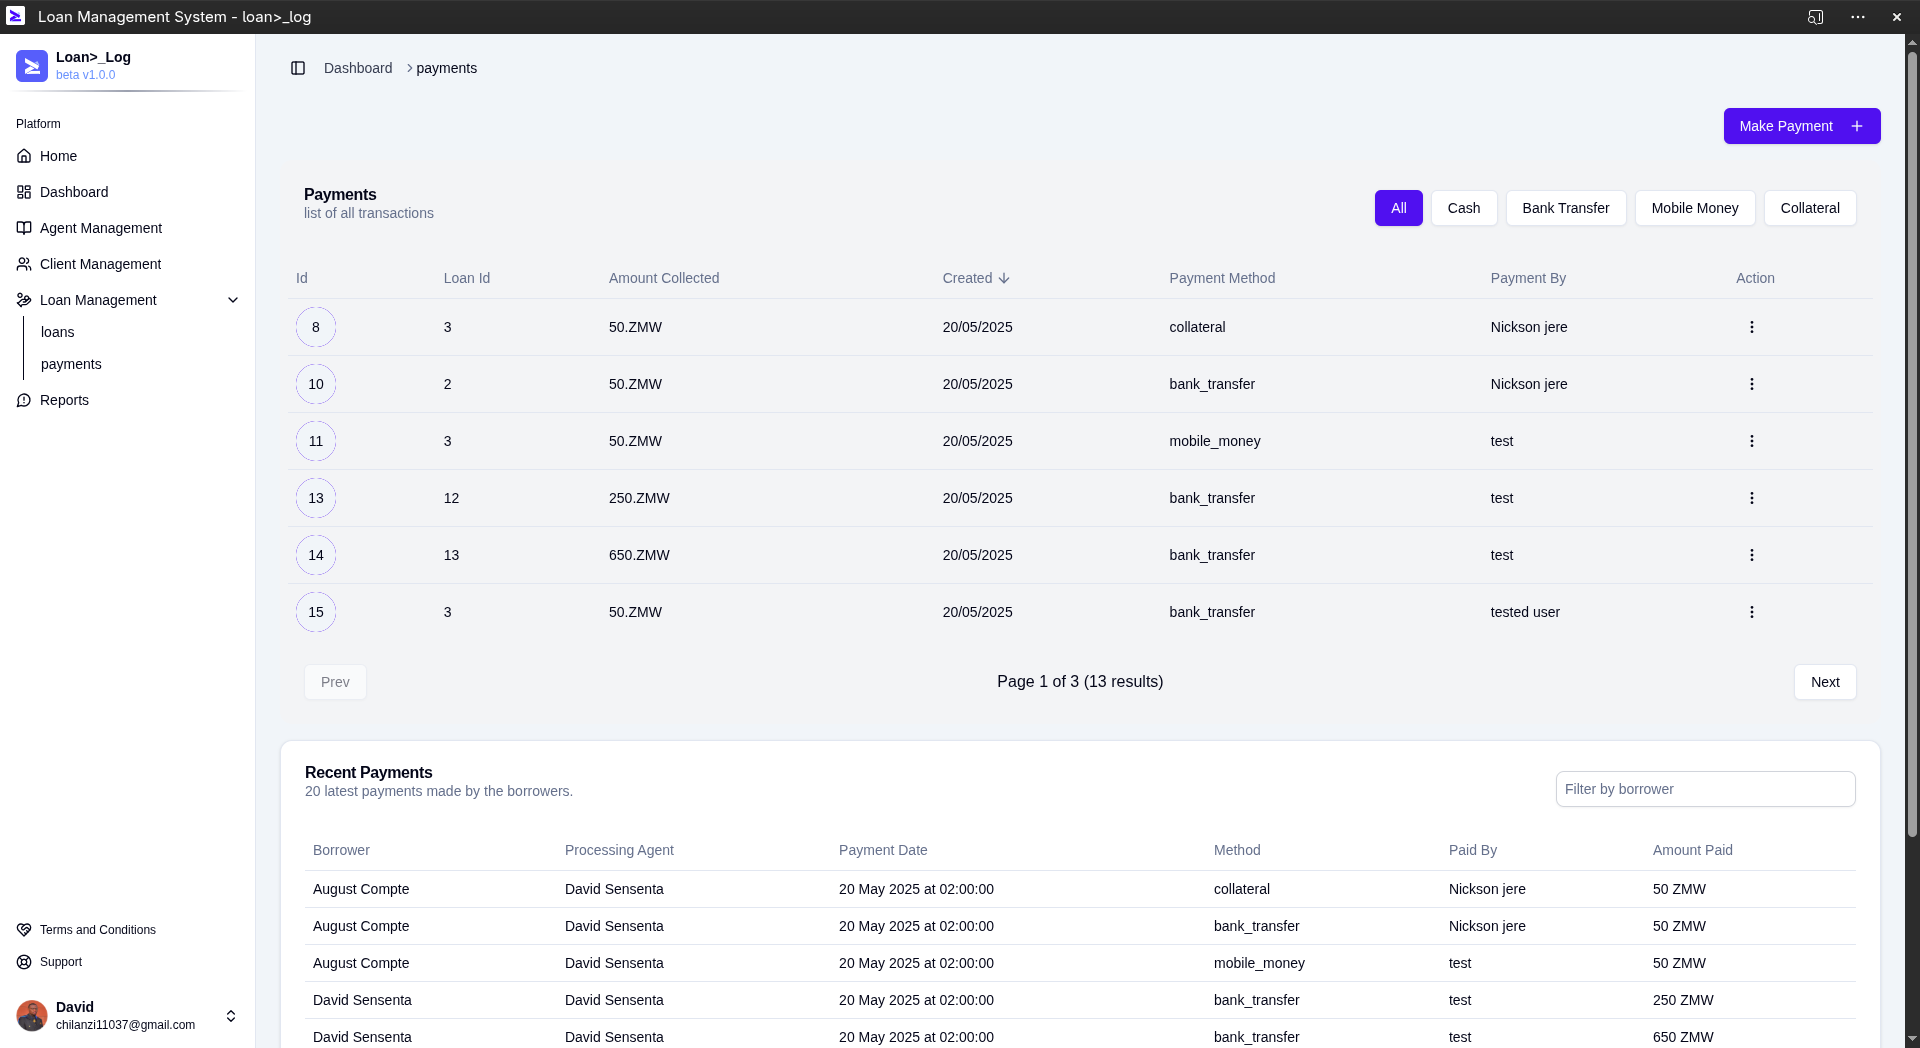 Loan Management System - loan>_log
Loan>_Log
beta v1.0.0
Platform
Home
Dashboard
Agent Management
Client Management
Loan Management
loans
payments
Reports
Terms and Conditions
Support
David
chilanzi11037@gmail.com
Dashboard > payments
Make Payment +
Payments
list of all transactions
All Cash Bank Transfer Mobile Money Collateral
Id Loan Id Amount Collected Created ↓ Payment Method Payment By Action
8 3 50.ZMW 20/05/2025 collateral Nickson jere
10 2 50.ZMW 20/05/2025 bank_transfer Nickson jere
11 3 50.ZMW 20/05/2025 mobile_money test
13 12 250.ZMW 20/05/2025 bank_transfer test
14 13 650.ZMW 20/05/2025 bank_transfer test
15 3 50.ZMW 20/05/2025 bank_transfer tested user
Prev Page 1 of 3 (13 results) Next
Recent Payments
20 latest payments made by the borrowers.
Filter by borrower
Borrower Processing Agent Payment Date Method Paid By Amount Paid
August Compte David Sensenta 20 May 2025 at 02:00:00 collateral Nickson jere 50 ZMW
August Compte David Sensenta 20 May 2025 at 02:00:00 bank_transfer Nickson jere 50 ZMW
August Compte David Sensenta 20 May 2025 at 02:00:00 mobile_money test 50 ZMW
David Sensenta David Sensenta 20 May 2025 at 02:00:00 bank_transfer test 250 ZMW
David Sensenta David Sensenta 20 May 2025 at 02:00:00 bank_transfer test 650 ZMW